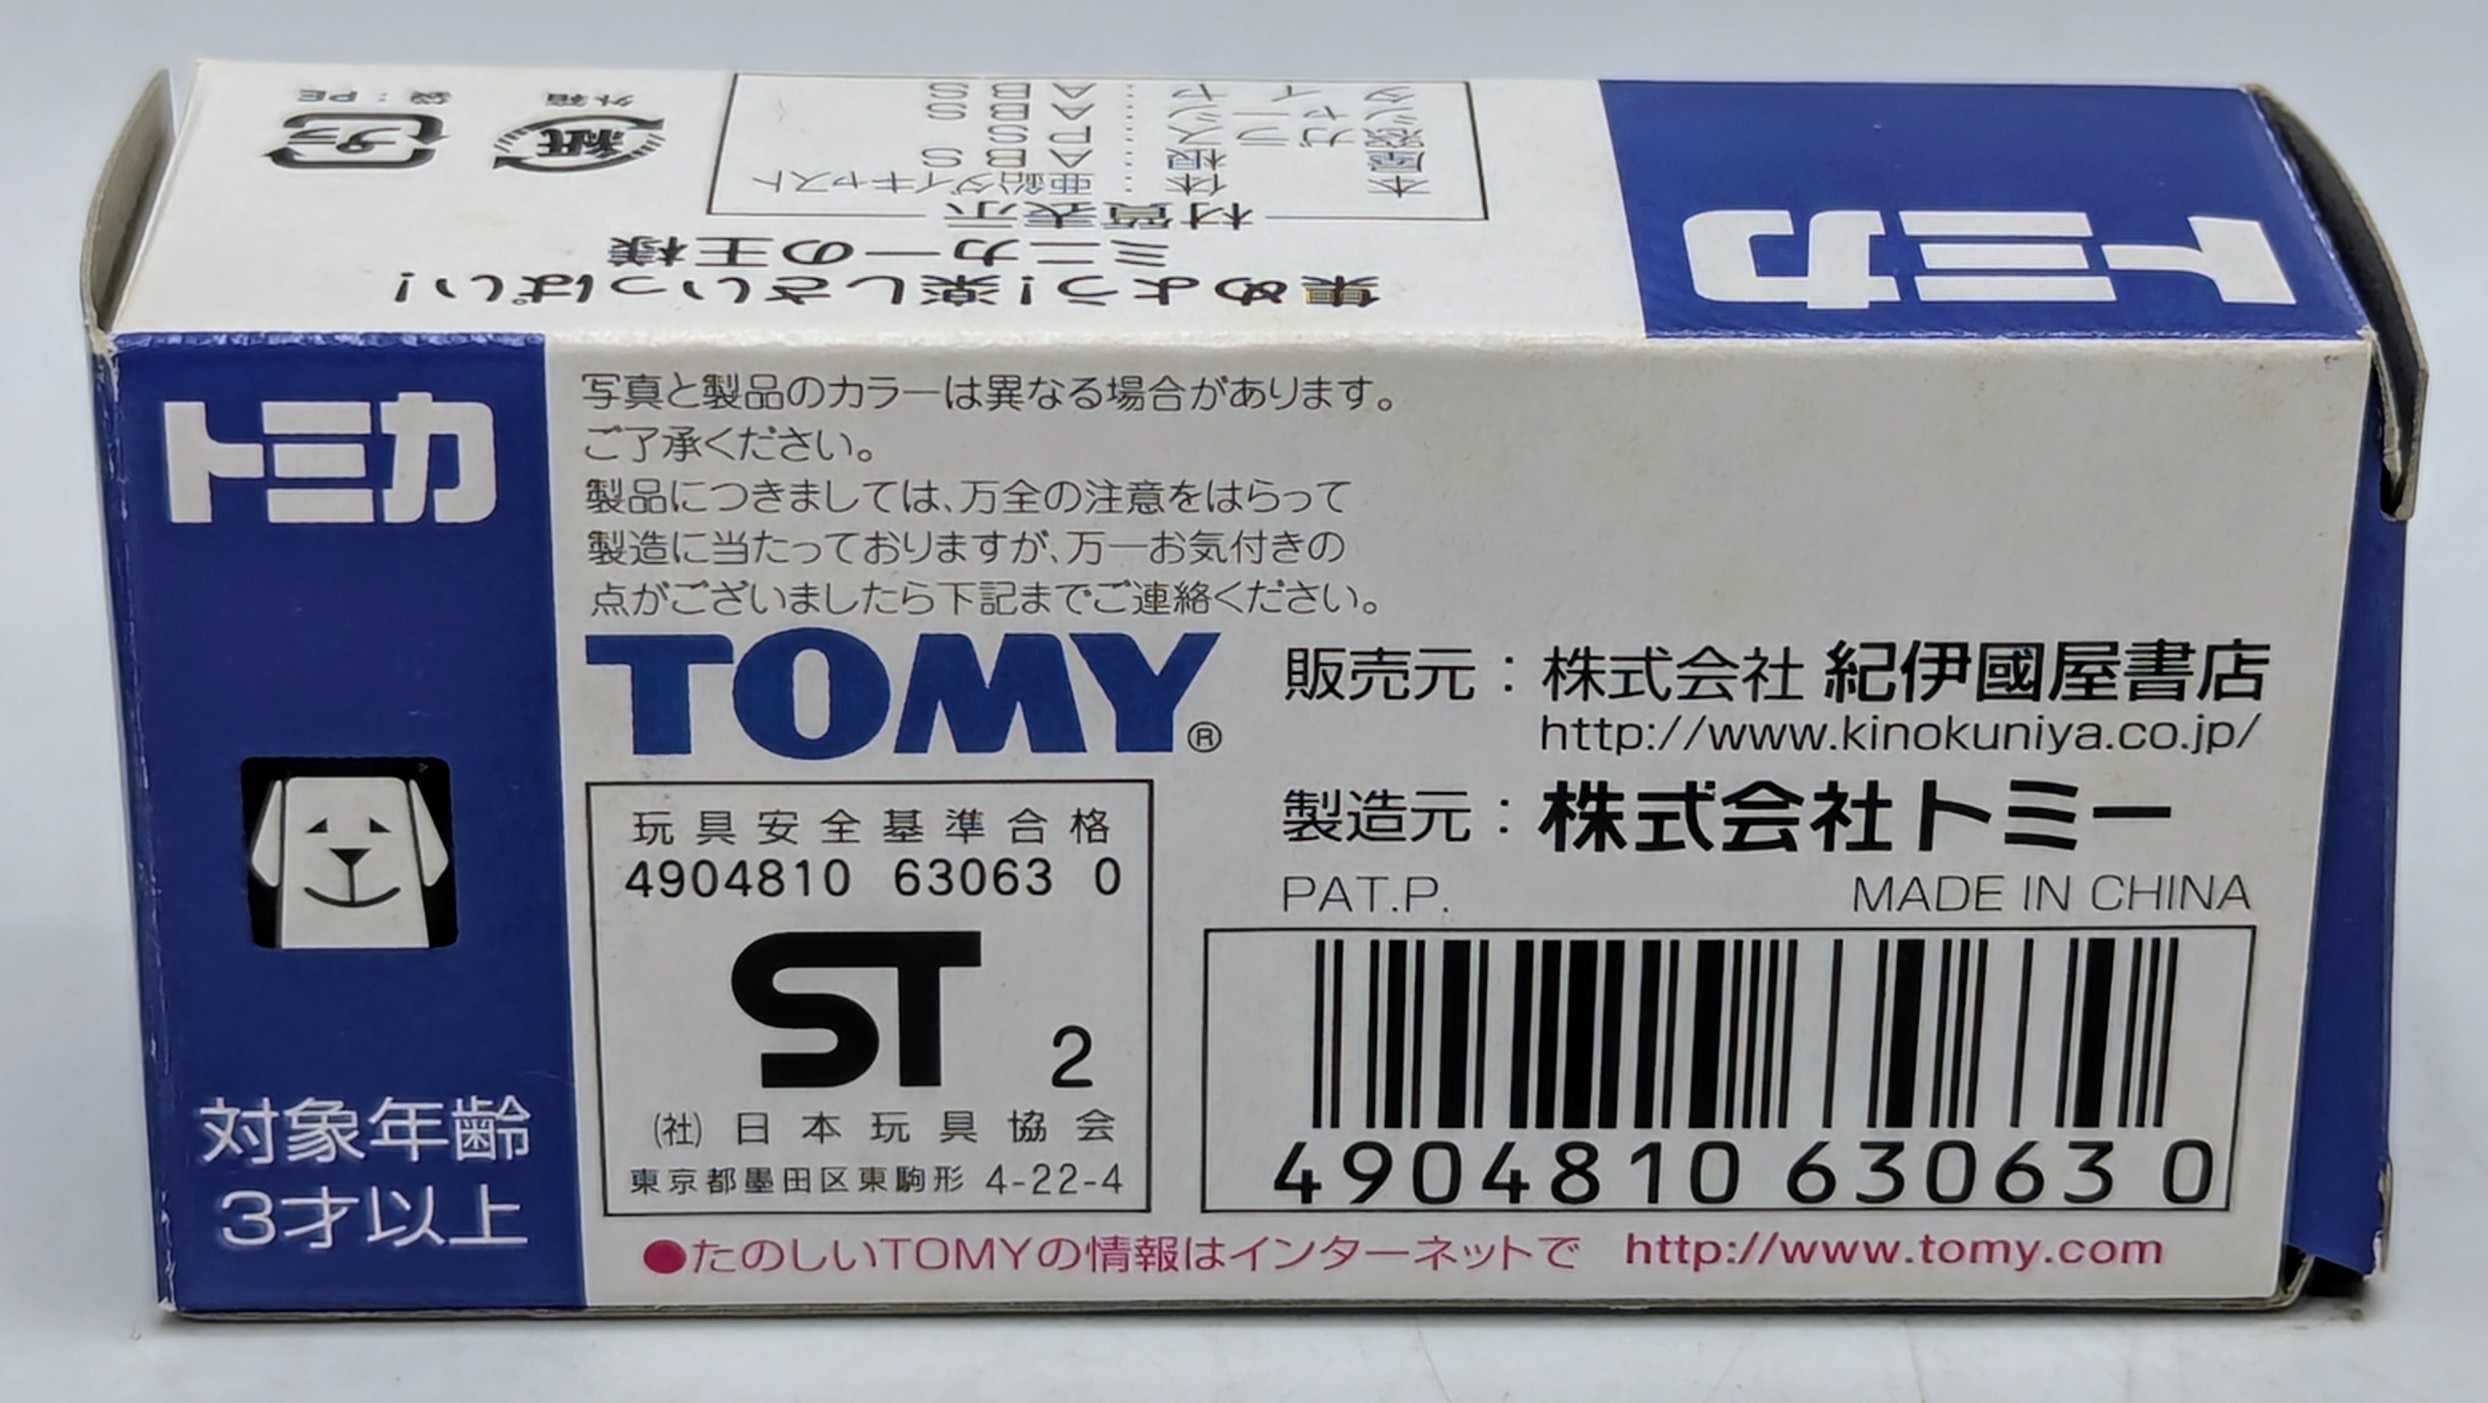 トミカ
集めよう!楽しさいっぱい!
ミニカーの王様
材質表示
本体:亜鉛ダイキャスト
屋根:ABS
窓ガラス:PS
シャーシ:ABS
タイヤ:ABS
紙
外箱
プラ
袋:PE
トミカ
対象年齢
3才以上
写真と製品のカラーは異なる場合があります。
ご了承ください。
製品につきましては、万全の注意をはらって
製造に当たっておりますが、万一お気付きの
点がございましたら下記までご連絡ください。
TOMY®
販売元:株式会社 紀伊國屋書店
http://www.kinokuniya.co.jp/
製造元:株式会社トミー
PAT.P. MADE IN CHINA
玩具安全基準合格
4904810 63063 0
ST 2
(社)日本玩具協会
東京都墨田区東駒形 4-22-4
4904810 63063 0
●たのしいTOMYの情報はインターネットで http://www.tomy.com